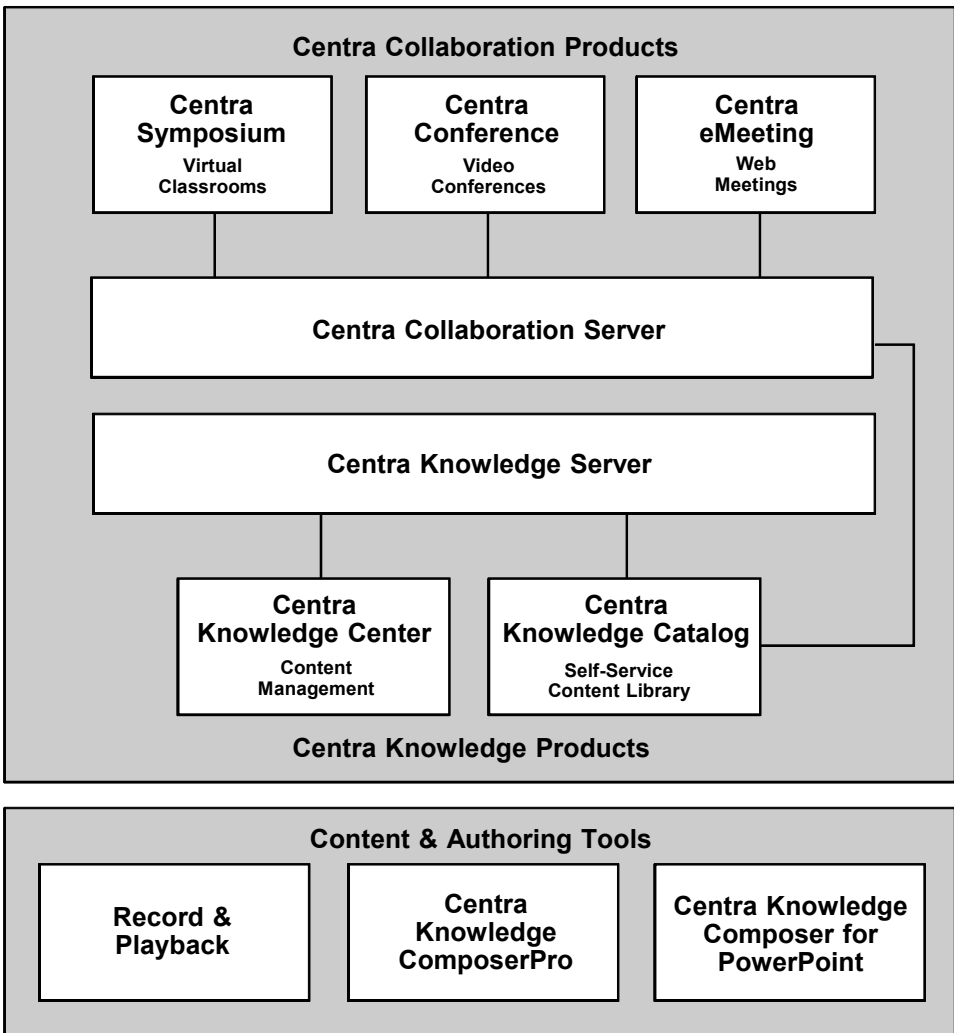 Centra Collaboration Products
Centra
Symposium
Virtual
Classrooms
Centra
Conference
Video
Conferences
Centra
eMeeting
Web
Meetings
Centra Collaboration Server
Centra Knowledge Server
Centra
Knowledge Center
Content
Management
Centra
Knowledge Catalog
Self-Service
Content Library
Centra Knowledge Products
Content & Authoring Tools
Record &
Playback
Centra
Knowledge
ComposerPro
Centra Knowledge
Composer for
PowerPoint